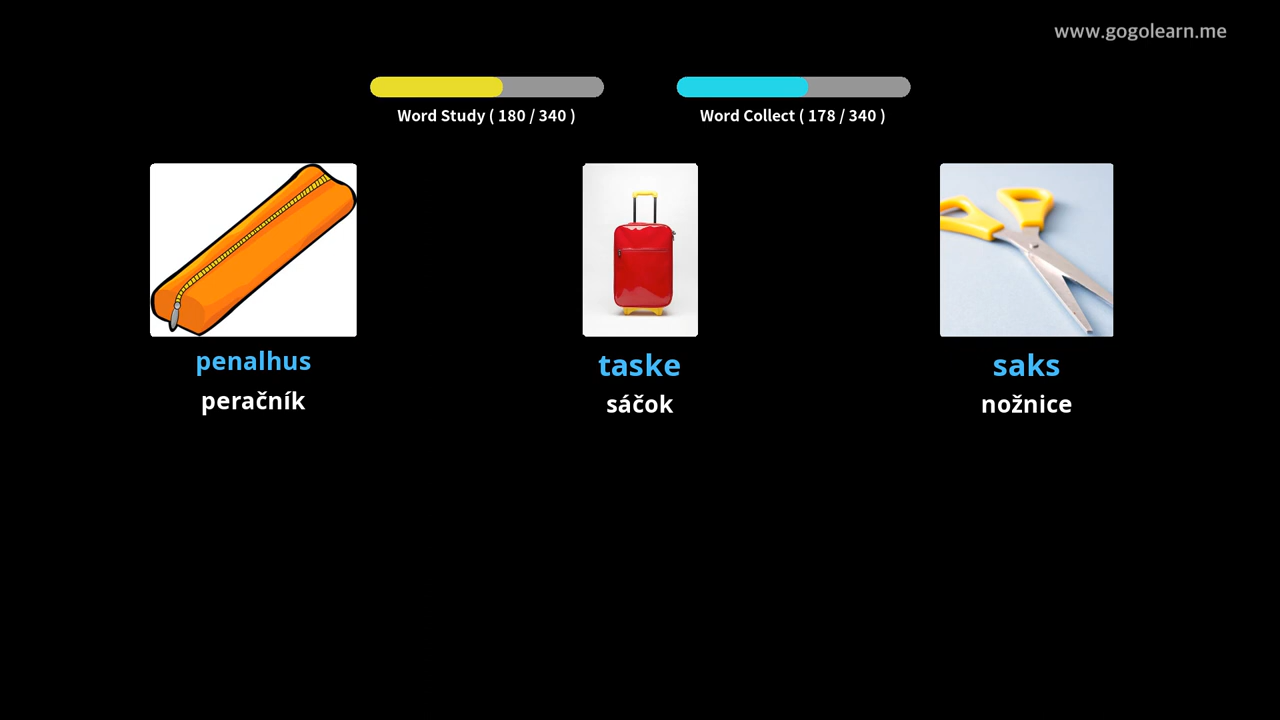 www.gogolearn.me
Word Study ( 180 / 340 )
Word Collect ( 178 / 340 )
penalhus
taske
saks
peračník
sáčok
nožnice